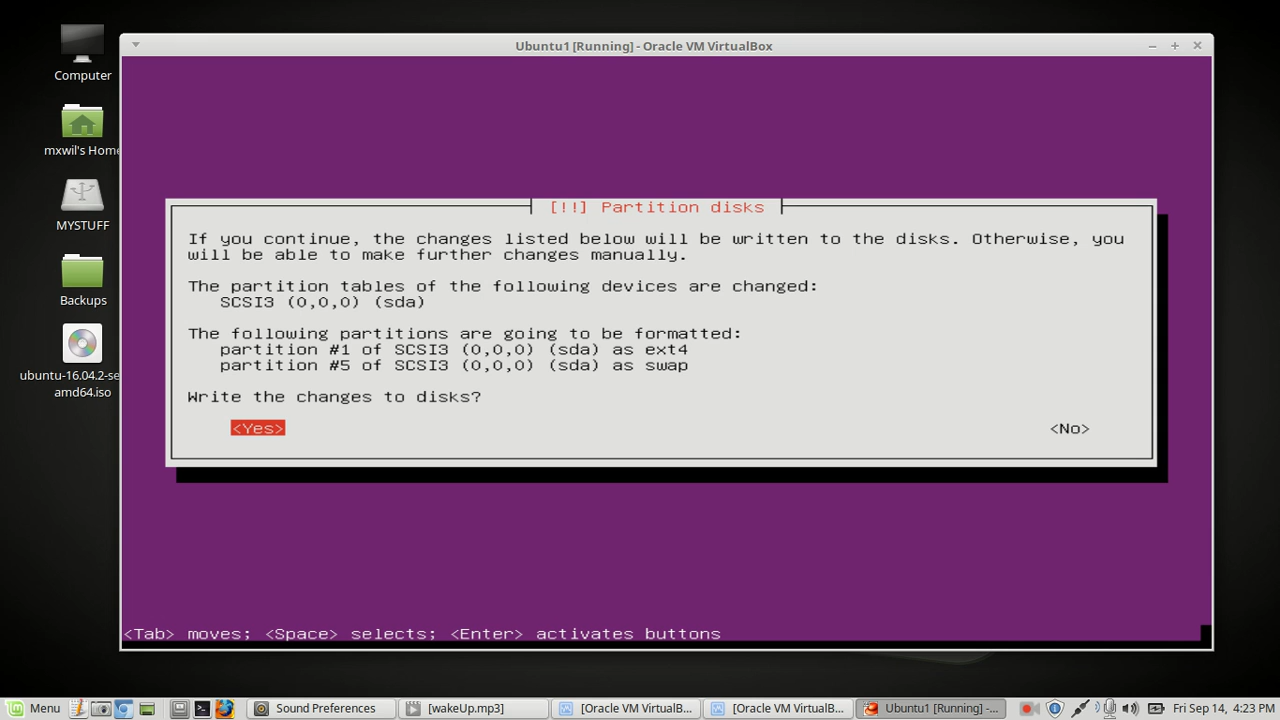 Ubuntu1 [Running] - Oracle VM VirtualBox
Computer
mxwil's Home
MYSTUFF
Backups
ubuntu-16.04.2-se
amd64.iso
[!!] Partition disks
If you continue, the changes listed below will be written to the disks. Otherwise, you
will be able to make further changes manually.
The partition tables of the following devices are changed:
SCSI3 (0,0,0) (sda)
The following partitions are going to be formatted:
partition #1 of SCSI3 (0,0,0) (sda) as ext4
partition #5 of SCSI3 (0,0,0) (sda) as swap
Write the changes to disks?
<Yes> <No>
<Tab> moves; <Space> selects; <Enter> activates buttons
Menu Sound Preferences [wakeUp.mp3] [Oracle VM VirtualB... [Oracle VM VirtualB... Ubuntu1 [Running] -... Fri Sep 14, 4:23 PM